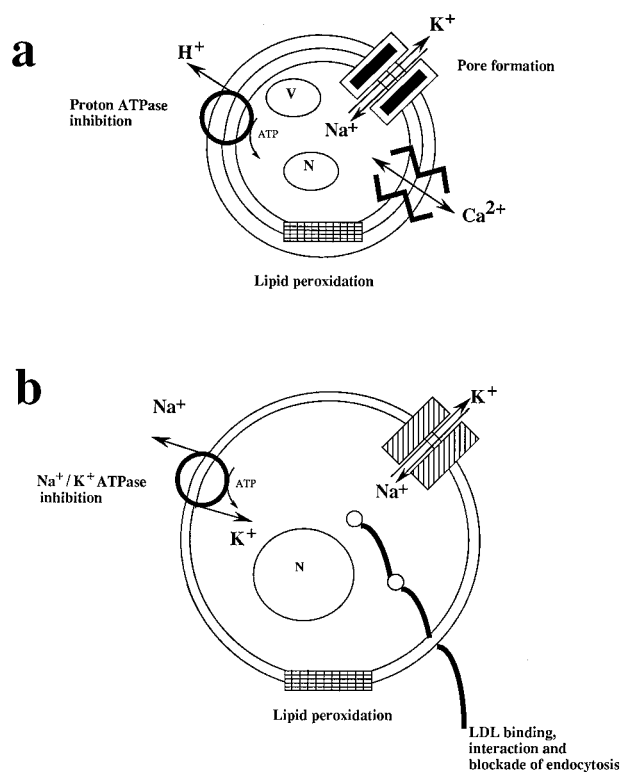 a
H+
K+
Pore formation
Proton ATPase
inhibition
V
ATP
Na+
N
Ca2+
Lipid peroxidation
b
Na+
K+
Na+/K+ ATPase
inhibition
ATP
Na+
K+
N
Lipid peroxidation
LDL binding,
interaction and
blockade of endocytosis